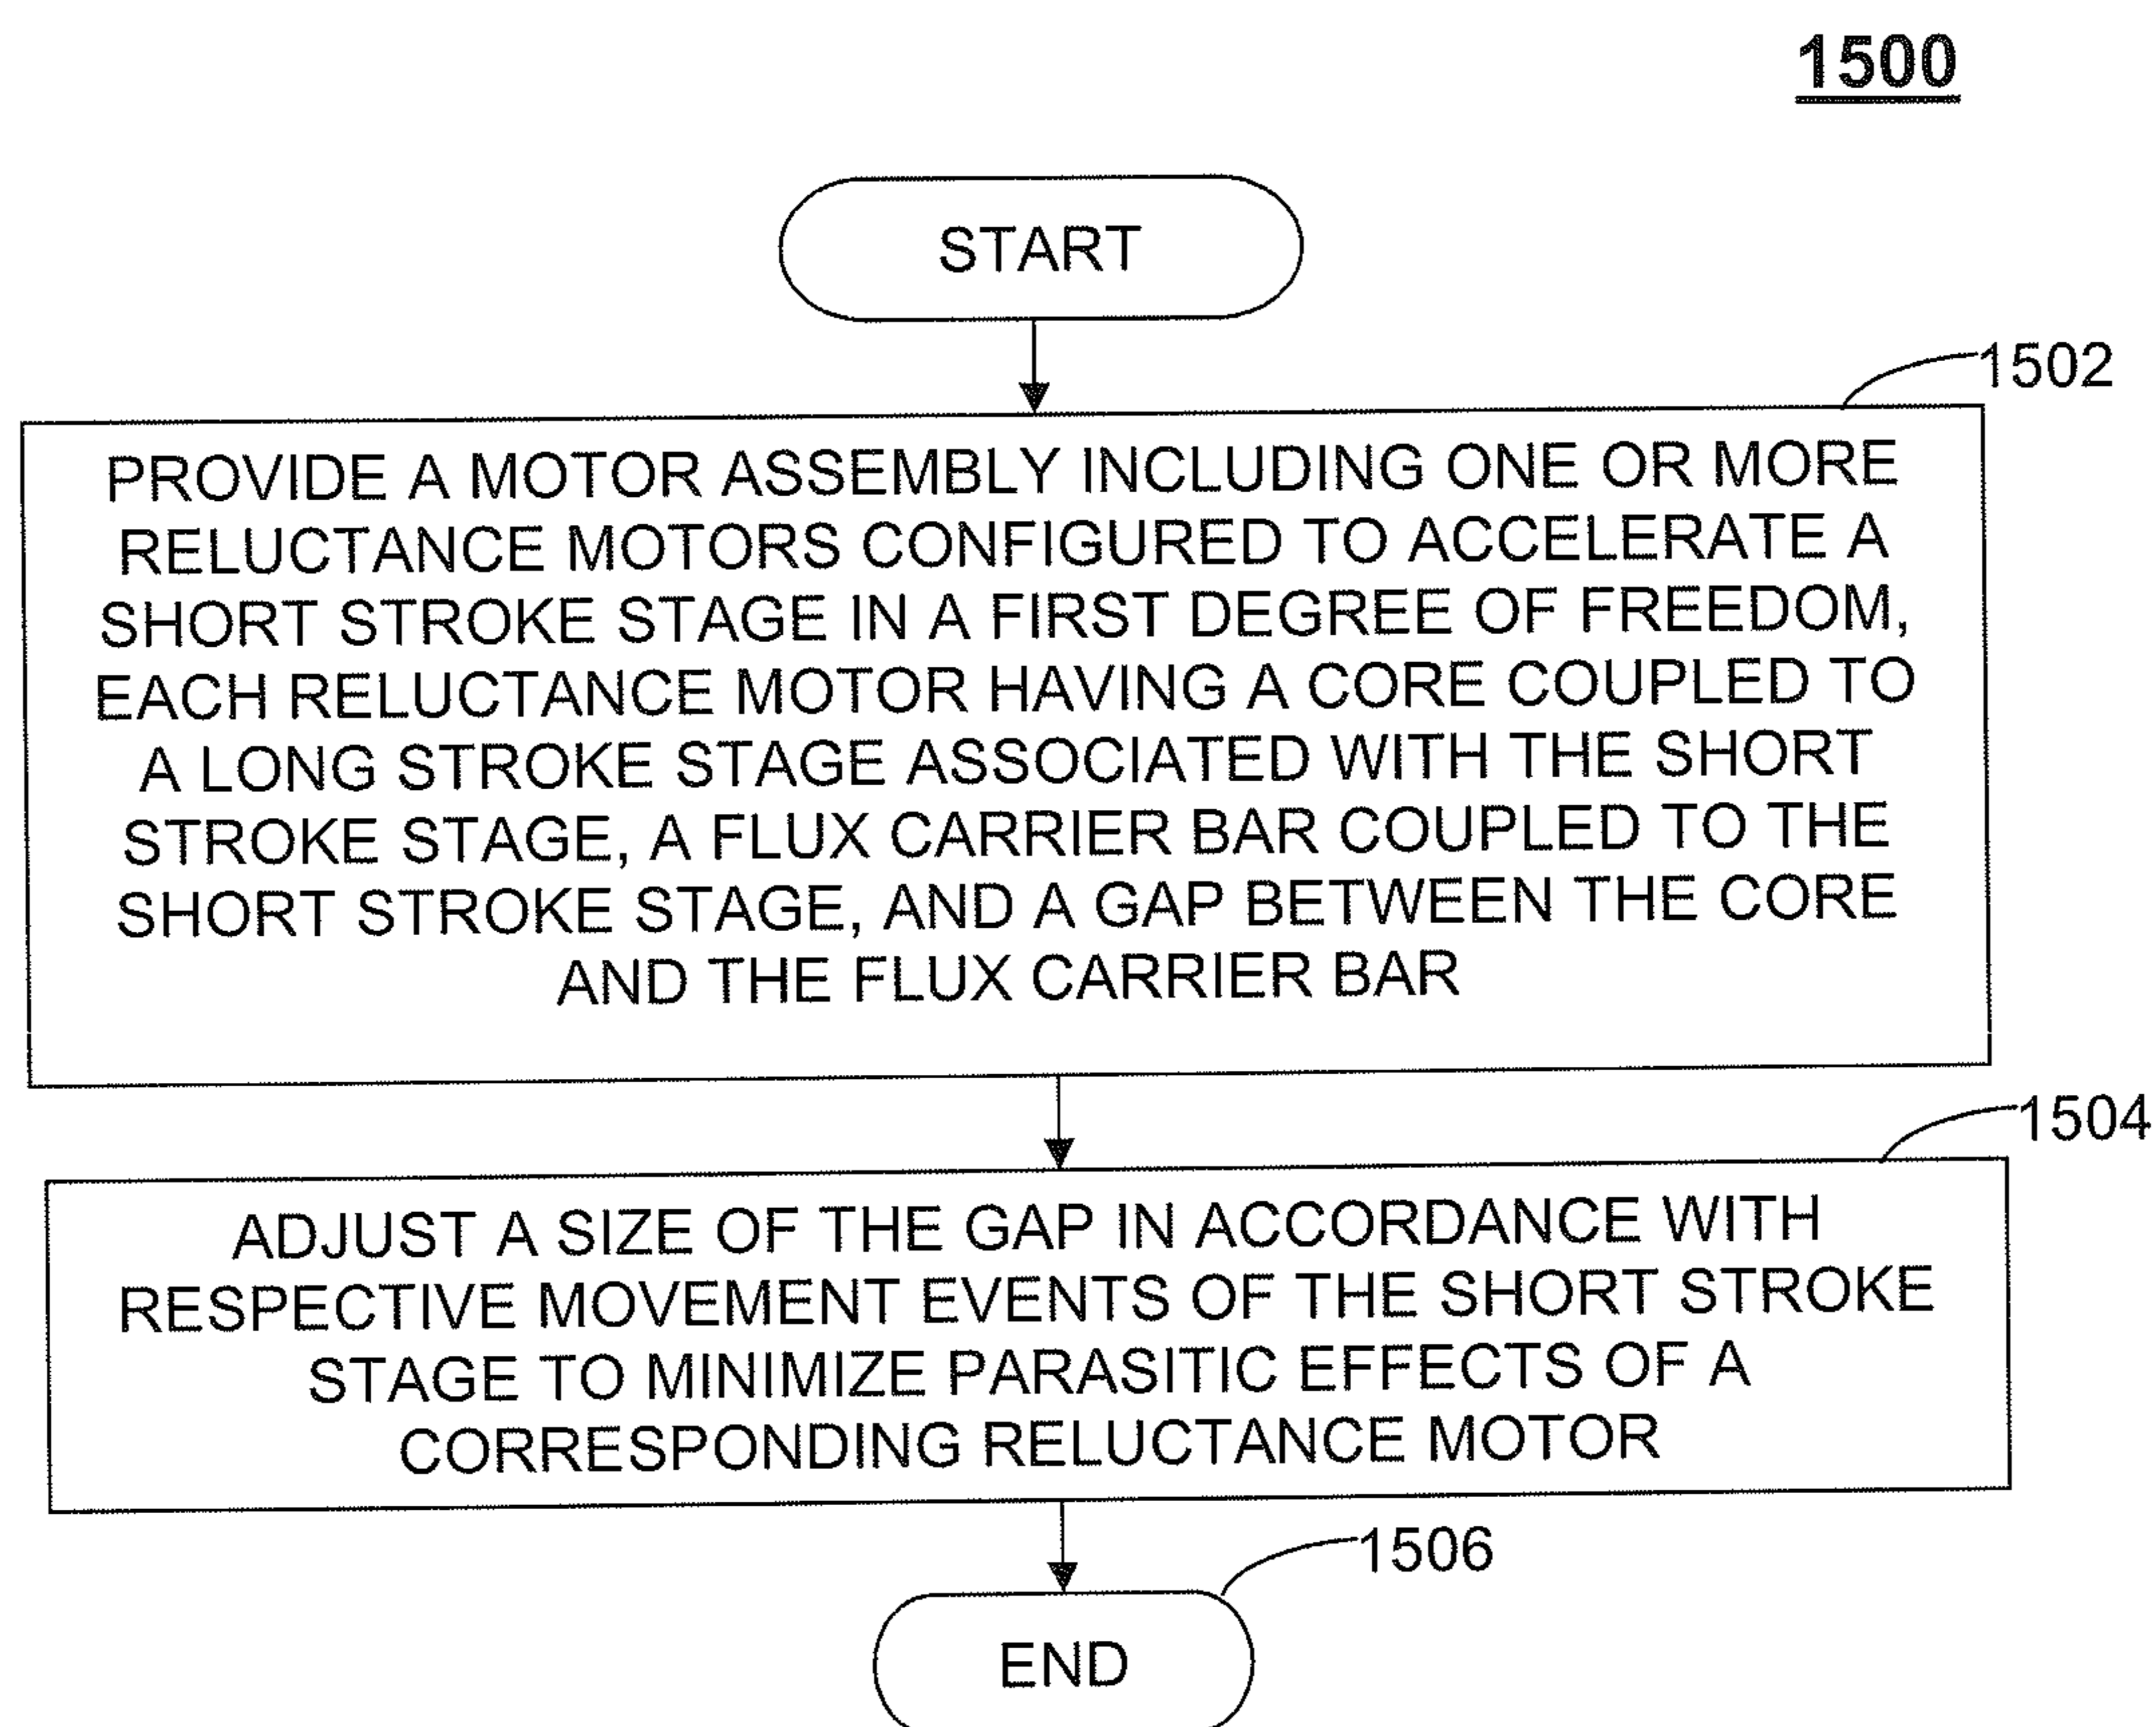 1500
START
1502
PROVIDE A MOTOR ASSEMBLY INCLUDING ONE OR MORE
RELUCTANCE MOTORS CONFIGURED TO ACCELERATE A
SHORT STROKE STAGE IN A FIRST DEGREE OF FREEDOM,
EACH RELUCTANCE MOTOR HAVING A CORE COUPLED TO
A LONG STROKE STAGE ASSOCIATED WITH THE SHORT
STROKE STAGE, A FLUX CARRIER BAR COUPLED TO THE
SHORT STROKE STAGE, AND A GAP BETWEEN THE CORE
AND THE FLUX CARRIER BAR
1504
ADJUST A SIZE OF THE GAP IN ACCORDANCE WITH
RESPECTIVE MOVEMENT EVENTS OF THE SHORT STROKE
STAGE TO MINIMIZE PARASITIC EFFECTS OF A
CORRESPONDING RELUCTANCE MOTOR
1506
END